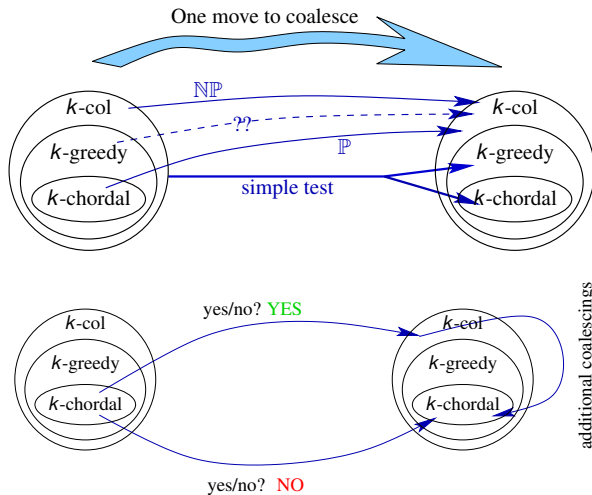 One move to coalesce
ℕℙ
k-col
k-col
??
k-greedy
ℙ
k-greedy
k-chordal
simple test
k-chordal
yes/no? YES
k-col
k-col
k-greedy
k-greedy
k-chordal
k-chordal
additional coalescings
yes/no? NO